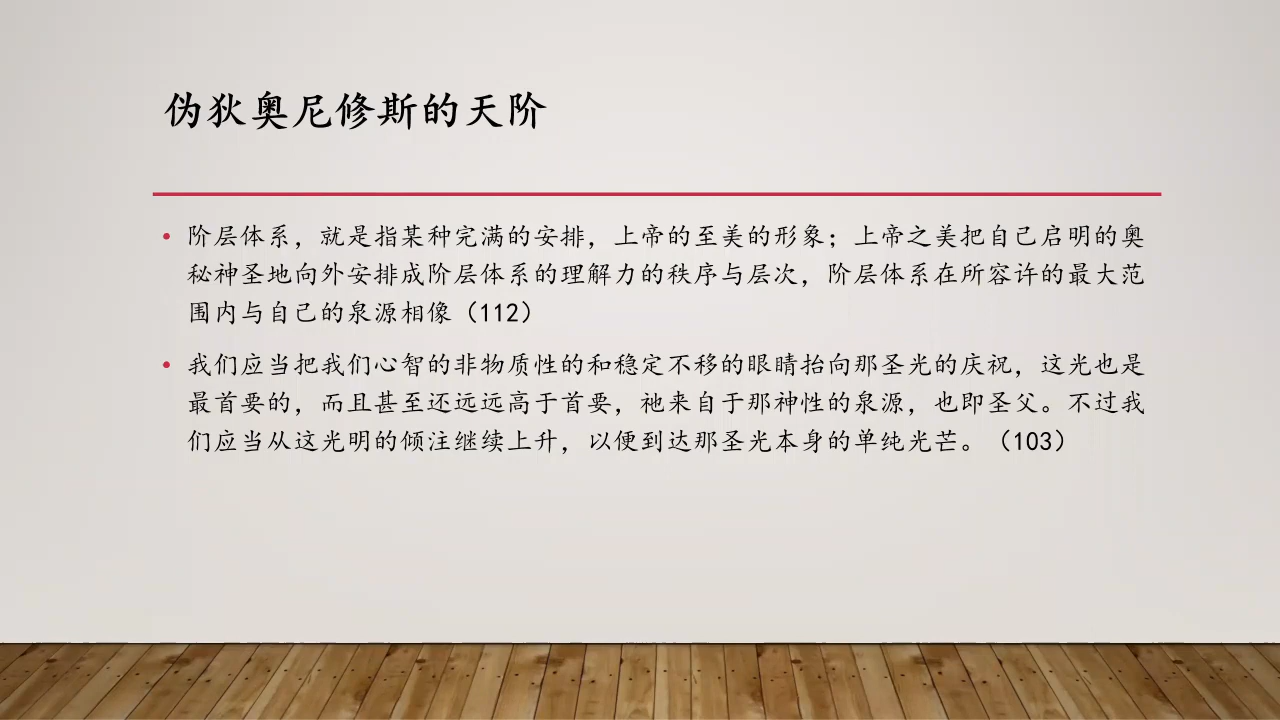 伪狄奥尼修斯的天阶
• 阶层体系，就是指某种完满的安排，上帝的至美的形象；上帝之美把自己启明的奥
秘神圣地向外安排成阶层体系的理解力的秩序与层次，阶层体系在所容许的最大范
围内与自己的泉源相像（112）
• 我们应当把我们心智的非物质性的和稳定不移的眼睛抬向那圣光的庆祝，这光也是
最首要的，而且甚至还远远高于首要，祂来自于那神性的泉源，也即圣父。不过我
们应当从这光明的倾注继续上升，以便到达那圣光本身的单纯光芒。（103）